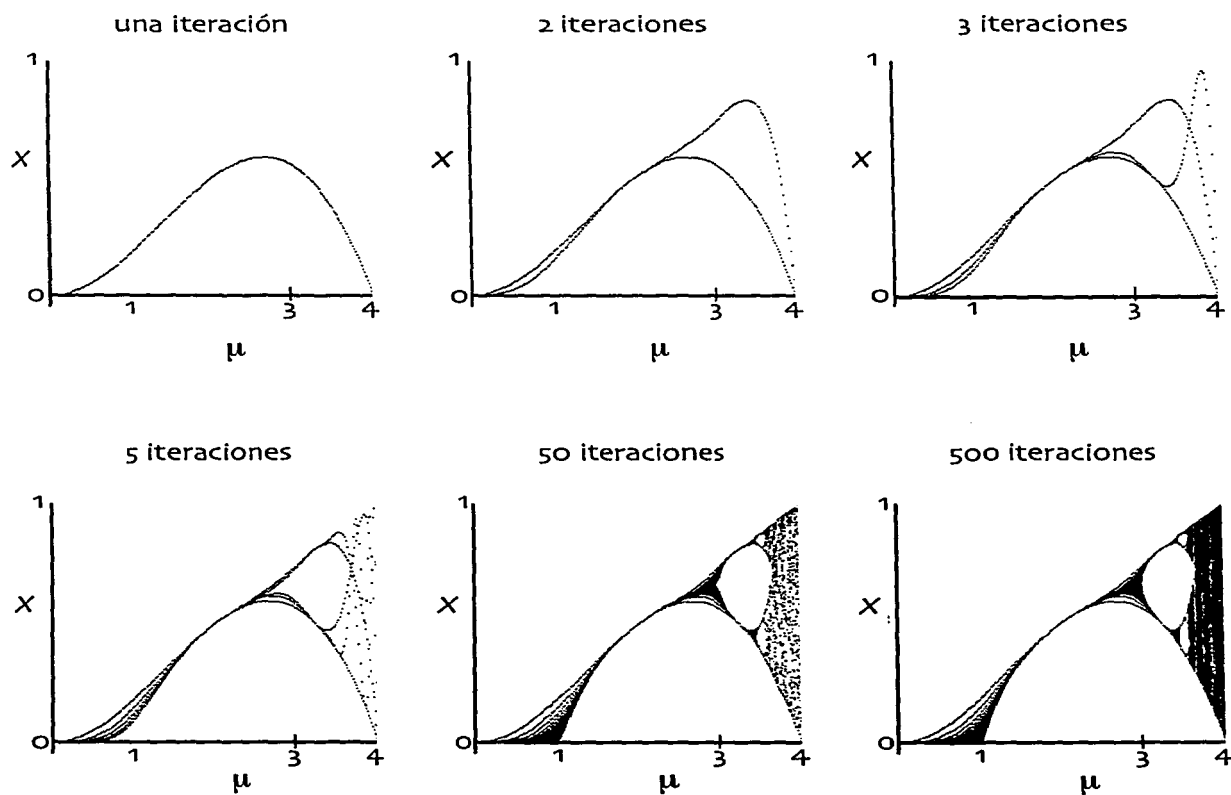 una iteración
2 iteraciones
3 iteraciones
1
X
0
1
3
4
μ
1
X
0
1
3
4
μ
1
X
0
1
3
4
μ
5 iteraciones
50 iteraciones
500 iteraciones
1
X
0
1
3
4
μ
1
X
0
1
3
4
μ
1
X
0
1
3
4
μ